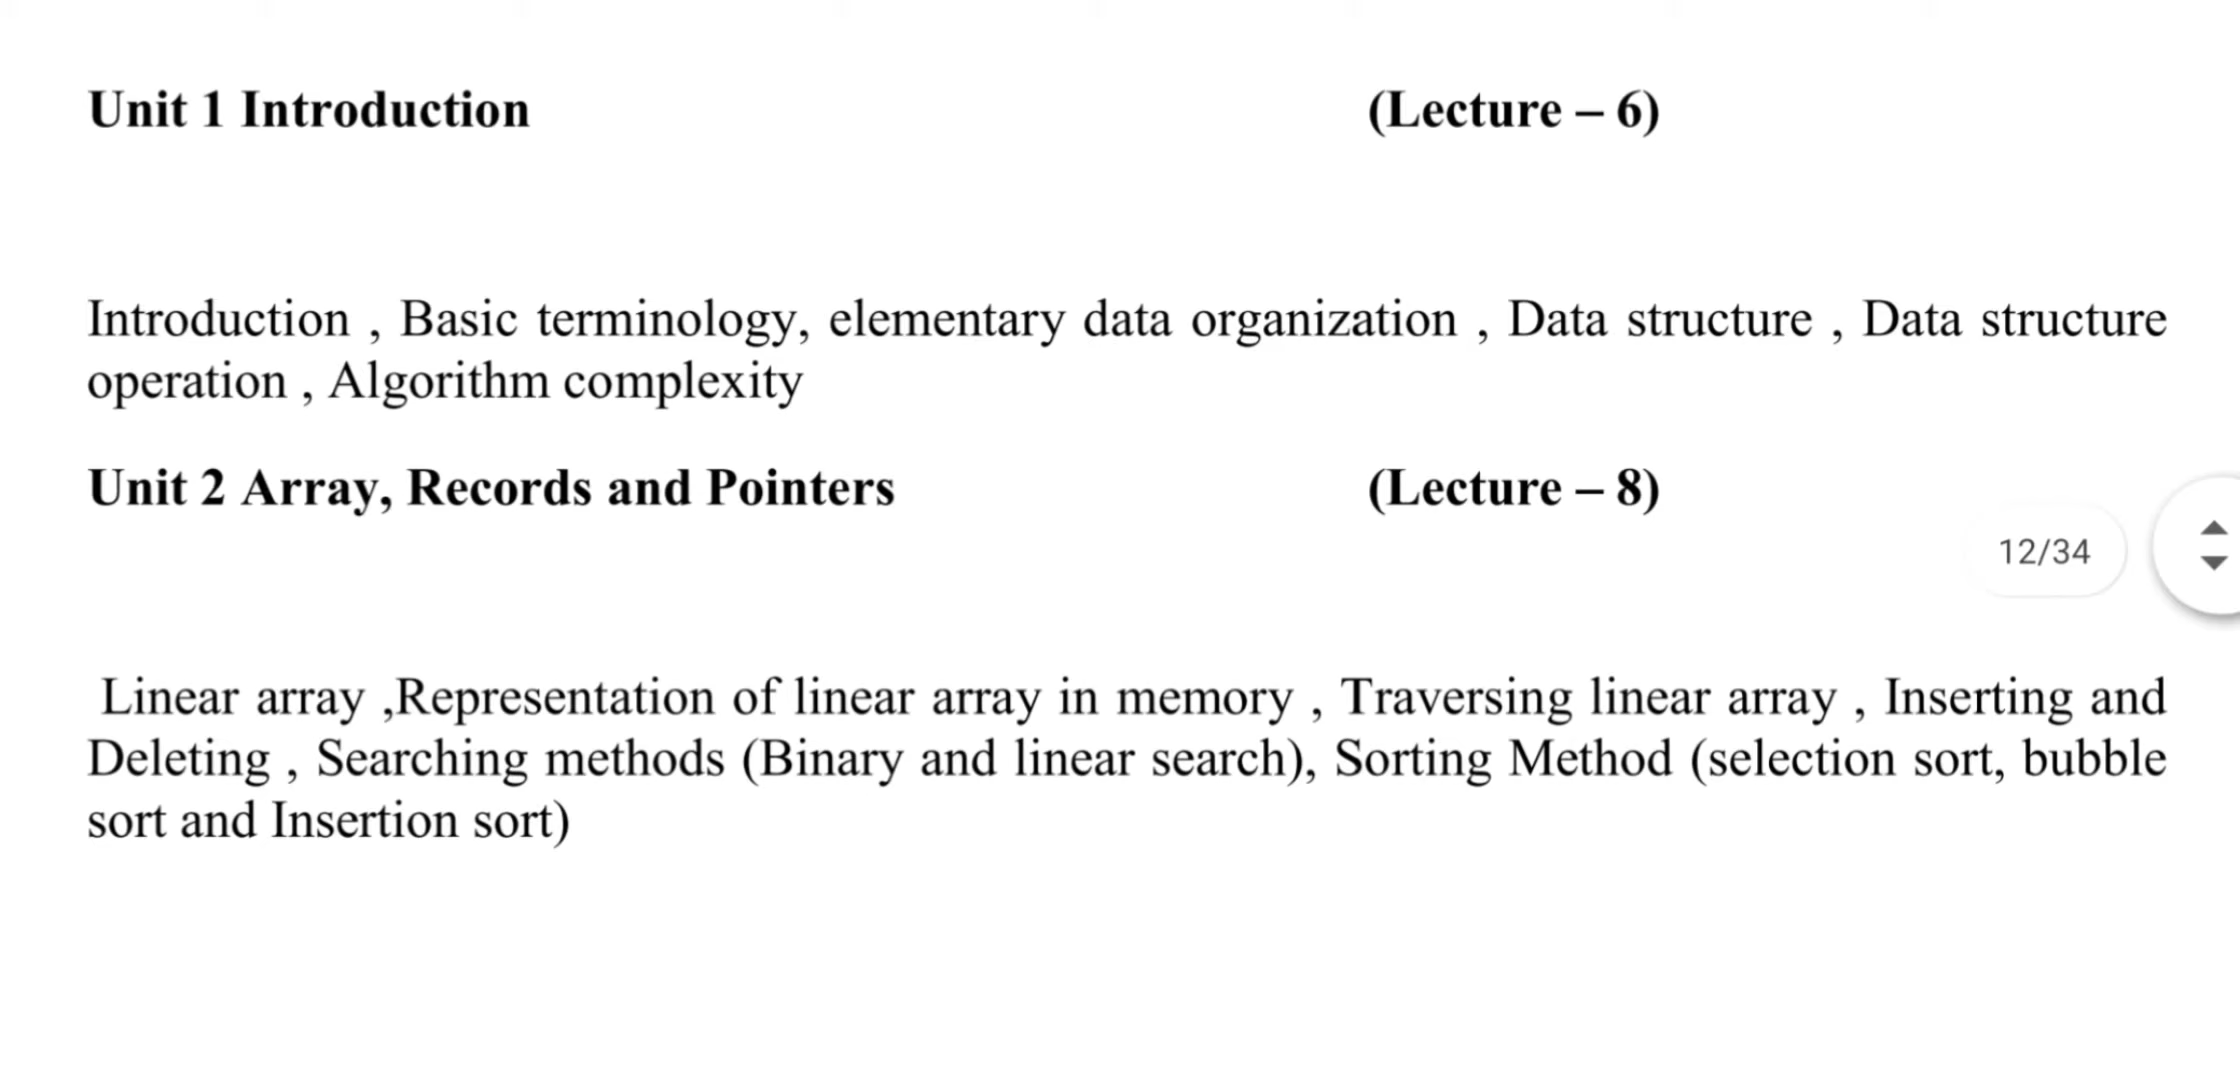 Unit 1 Introduction (Lecture – 6)
Introduction , Basic terminology, elementary data organization , Data structure , Data structure
operation , Algorithm complexity
Unit 2 Array, Records and Pointers (Lecture – 8)
12/34
Linear array ,Representation of linear array in memory , Traversing linear array , Inserting and
Deleting , Searching methods (Binary and linear search), Sorting Method (selection sort, bubble
sort and Insertion sort)